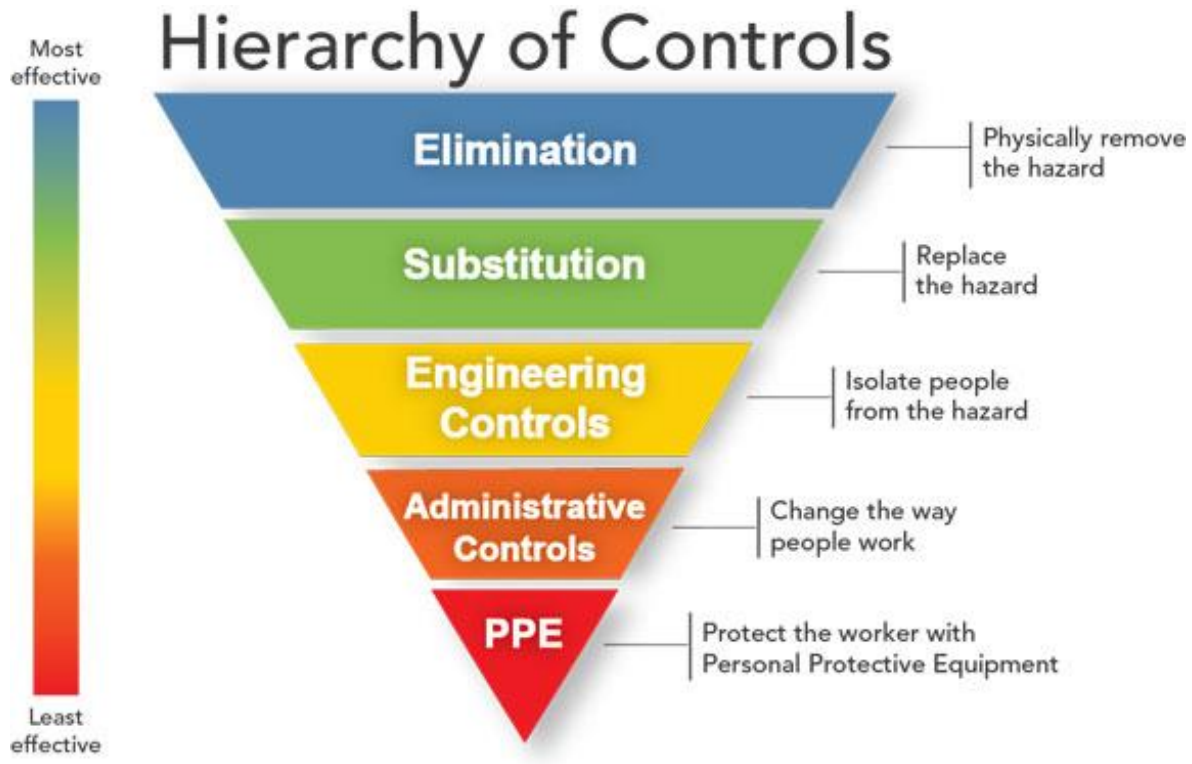 Hierarchy of Controls
Most
effective
Elimination
Physically remove
the hazard
Substitution
Replace
the hazard
Engineering
Controls
Isolate people
from the hazard
Administrative
Controls
Change the way
people work
PPE
Protect the worker with
Personal Protective Equipment
Least
effective